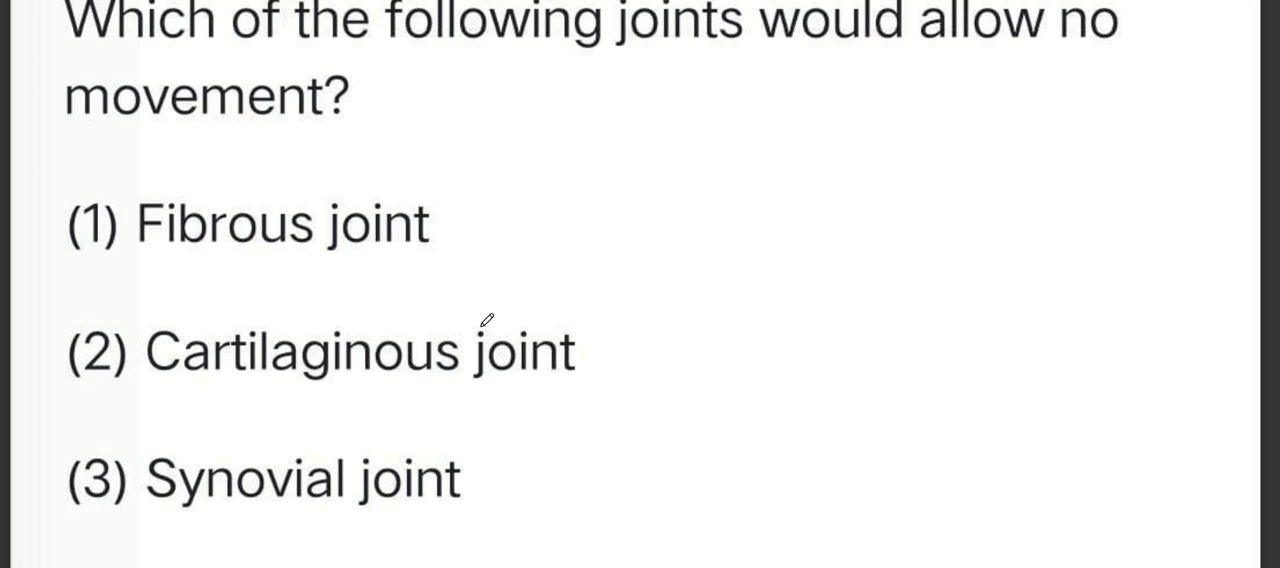 Which of the following joints would allow no
movement?
(1) Fibrous joint
(2) Cartilaginous joint
(3) Synovial joint